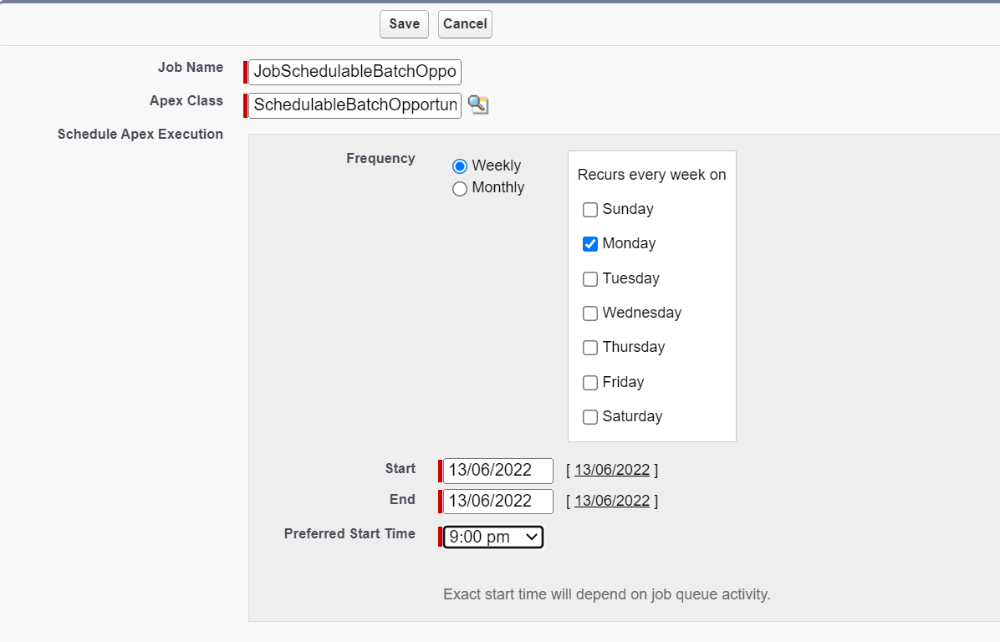 Save Cancel
Job Name JobSchedulableBatchOppo
Apex Class SchedulableBatchOpportun
Schedule Apex Execution
Frequency
Weekly
Monthly
Recurs every week on
Sunday
Monday
Tuesday
Wednesday
Thursday
Friday
Saturday
Start 13/06/2022 [ 13/06/2022 ]
End 13/06/2022 [ 13/06/2022 ]
Preferred Start Time 9:00 pm
Exact start time will depend on job queue activity.